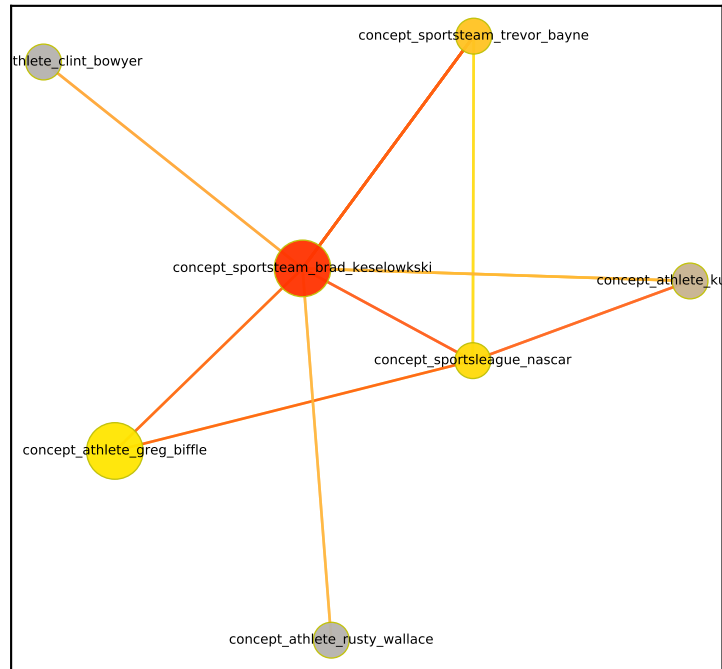 concept_sportsteam_trevor_bayne
thlete_clint_bowyer
concept_sportsteam_brad_keselowkski
concept_athlete_ku
concept_sportsleague_nascar
concept_athlete_greg_biffle
concept_athlete_rusty_wallace